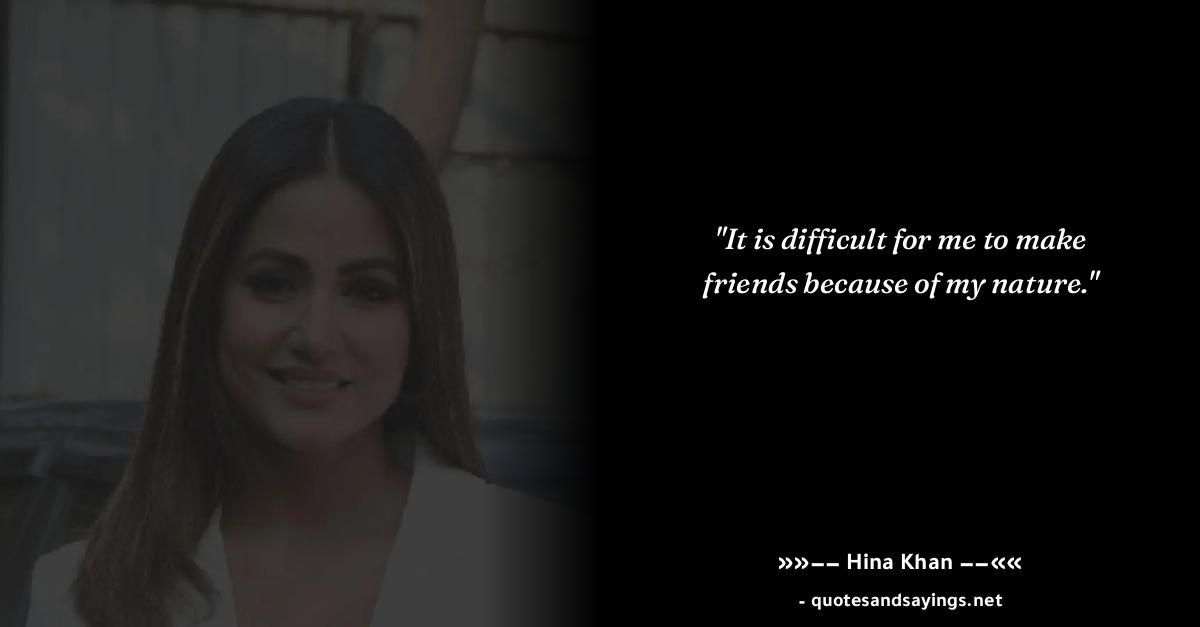 "It is difficult for me to make
friends because of my nature."
»»−− Hina Khan −−««
- quotesandsayings.net